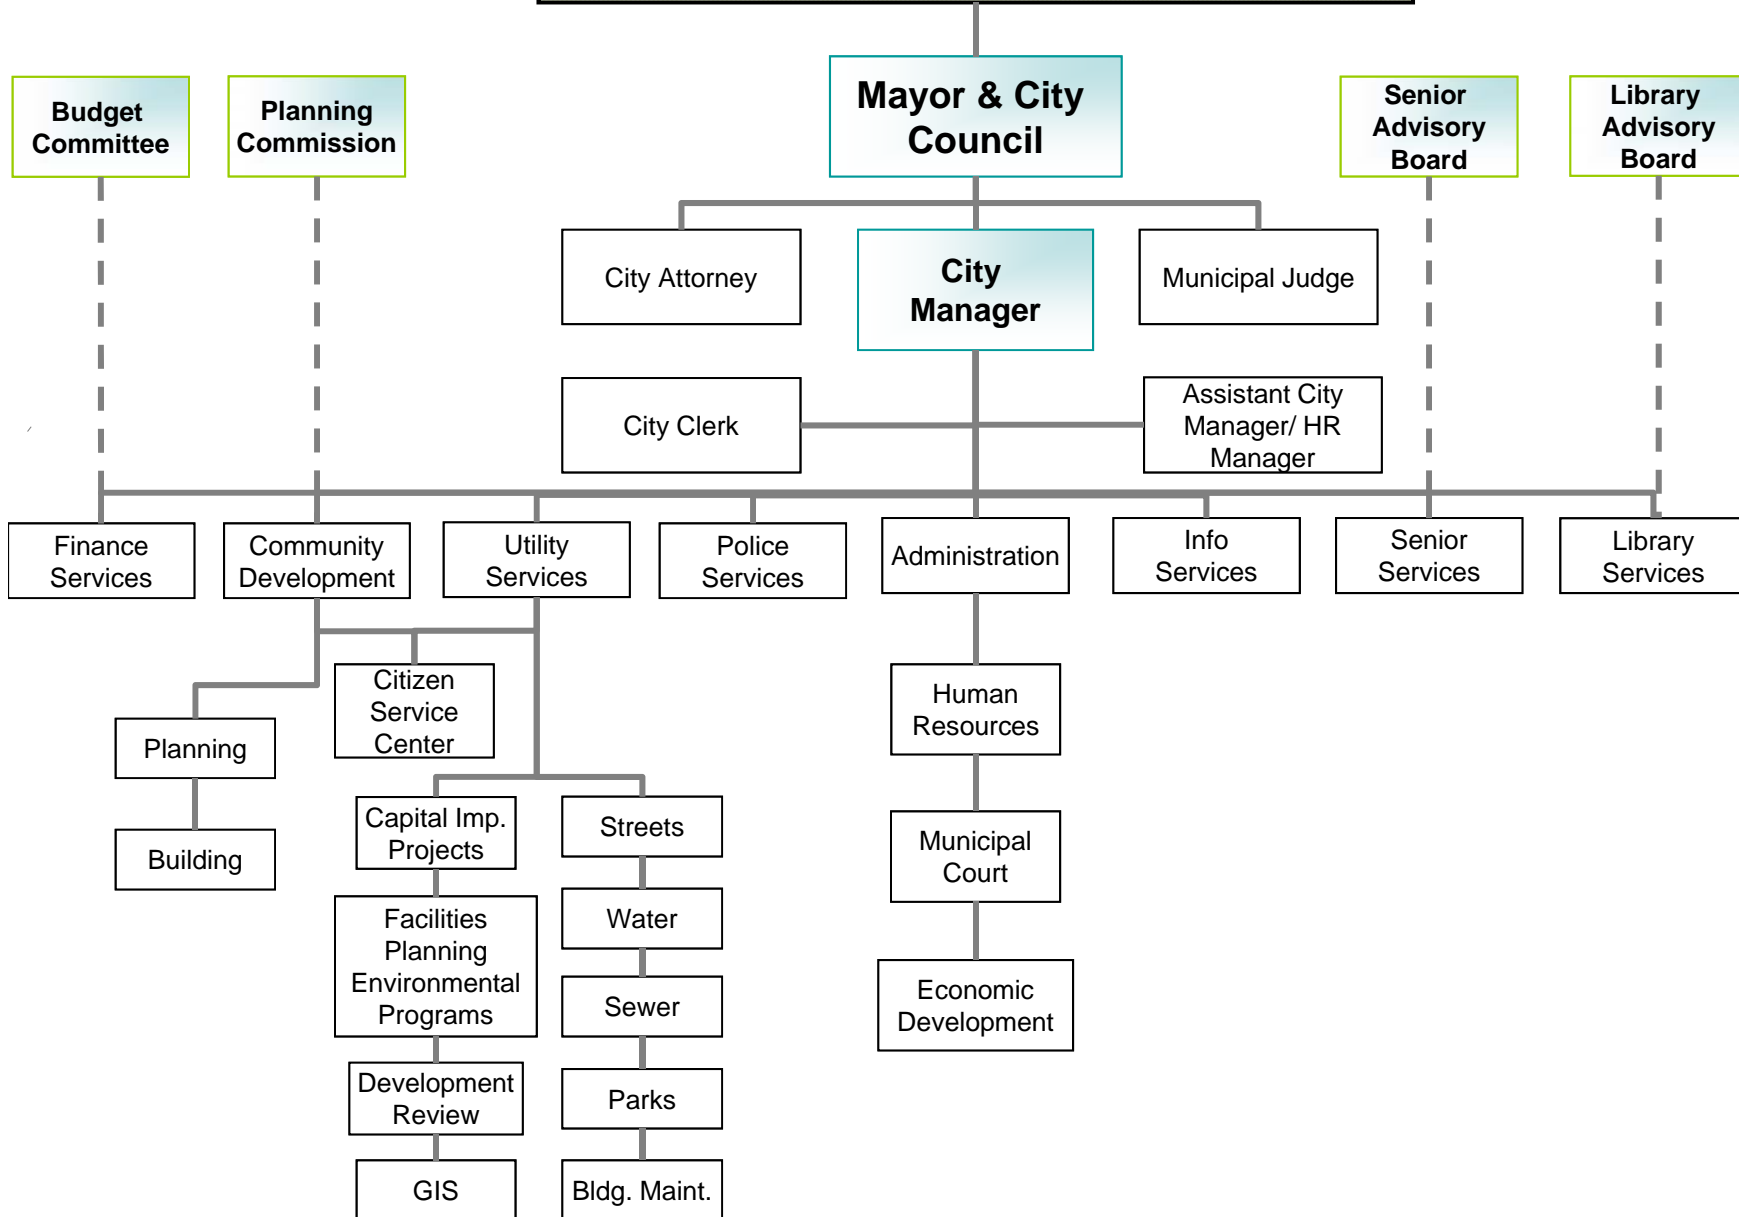 Budget
Committee
Planning
Commission
Mayor & City
Council
Senior
Advisory
Board
Library
Advisory
Board
City Attorney
City
Manager
Municipal Judge
City Clerk
Assistant City
Manager/ HR
Manager
Finance
Services
Community
Development
Utility
Services
Police
Services
Administration
Info
Services
Senior
Services
Library
Services
Citizen
Service
Center
Human
Resources
Planning
Building
Capital Imp.
Projects
Streets
Municipal
Court
Facilities
Planning
Environmental
Programs
Water
Sewer
Economic
Development
Development
Review
Parks
GIS
Bldg. Maint.